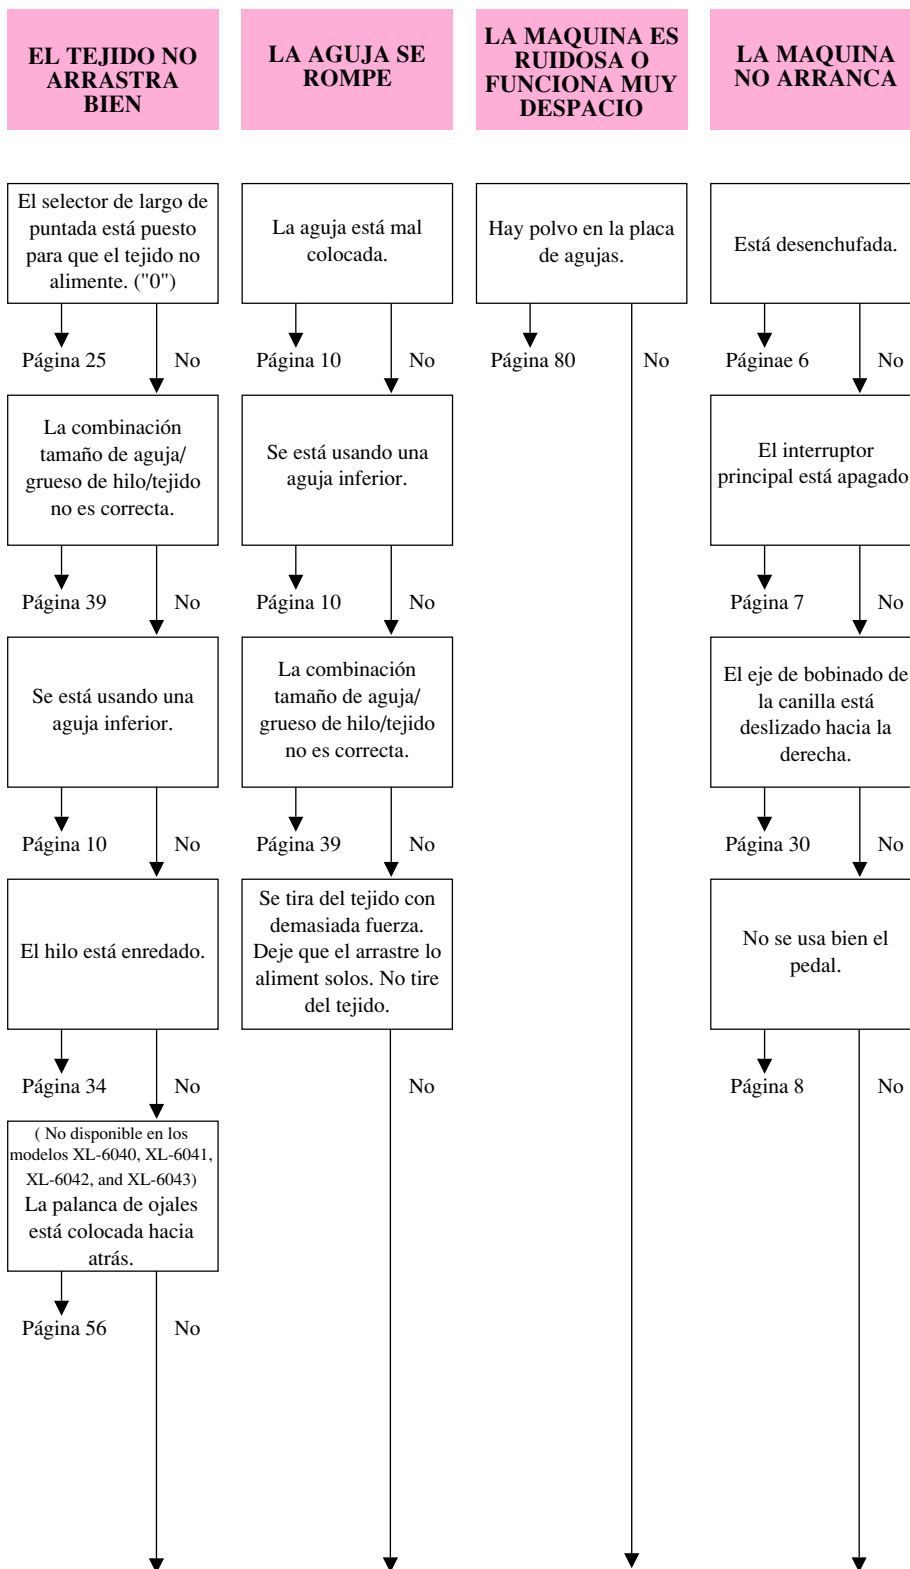 EL TEJIDO NO
ARRASTRA
BIEN
El selector de largo de
puntada está puesto
para que el tejido no
alimente. ("0")
Página 25
No
La combinación
tamaño de aguja/
grueso de hilo/tejido
no es correcta.
Página 39
No
Se está usando una
aguja inferior.
Página 10
No
El hilo está enredado.
Página 34
No
( No disponible en los
modelos XL-6040, XL-6041,
XL-6042, and XL-6043)
La palanca de ojales
está colocada hacia
atrás.
Página 56
No
LA AGUJA SE
ROMPE
La aguja está mal
colocada.
Página 10
No
Se está usando una
aguja inferior.
Página 10
No
La combinación
tamaño de aguja/
grueso de hilo/tejido
no es correcta.
Página 39
No
Se tira del tejido con
demasiada fuerza.
Deje que el arrastre lo
aliment solos. No tire
del tejido.
No
LA MAQUINA ES
RUIDOSA O
FUNCIONA MUY
DESPACIO
Hay polvo en la placa
de agujas.
Página 80
No
LA MAQUINA
NO ARRANCA
Está desenchufada.
Páginae 6
No
El interruptor
principal está apagado
Página 7
No
El eje de bobinado de
la canilla está
deslizado hacia la
derecha.
Página 30
No
No se usa bien el
pedal.
Página 8
No